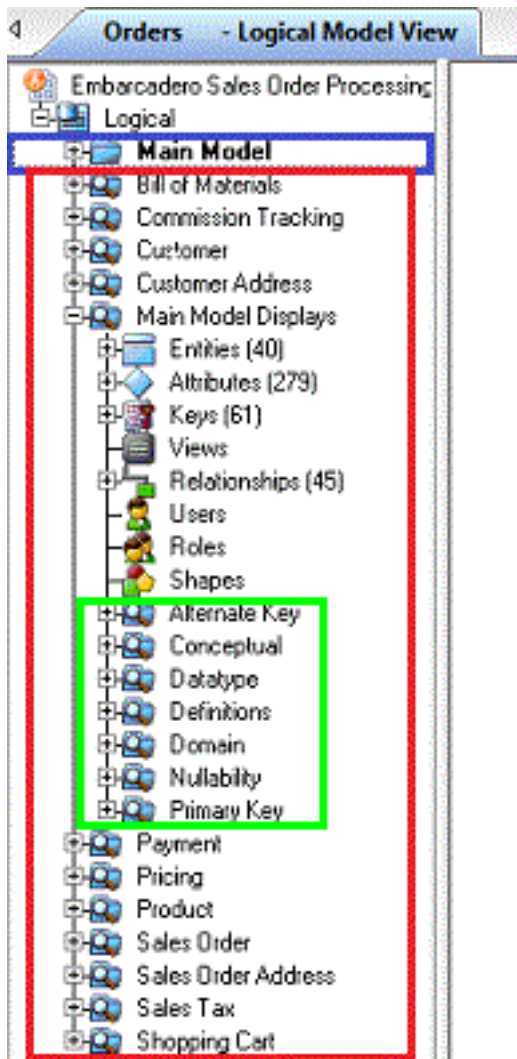 Orders - Logical Model View
Embarcadero Sales Order Processing
Logical
Main Model
Bill of Materials
Commission Tracking
Customer
Customer Address
Main Model Displays
Entities (40)
Attributes (279)
Keys (61)
Views
Relationships (45)
Users
Roles
Shapes
Alternate Key
Conceptual
Datatype
Definitions
Domain
Nullability
Primary Key
Payment
Pricing
Product
Sales Order
Sales Order Address
Sales Tax
Shopping Cart